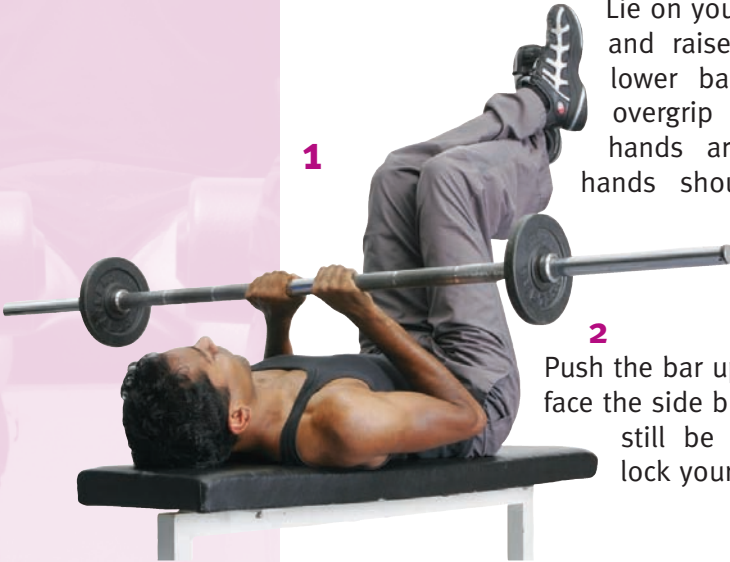 1
Lie on you
and raise
lower ba
overgrip
hands ar
hands shou
2
Push the bar up
face the side b
still be
lock your